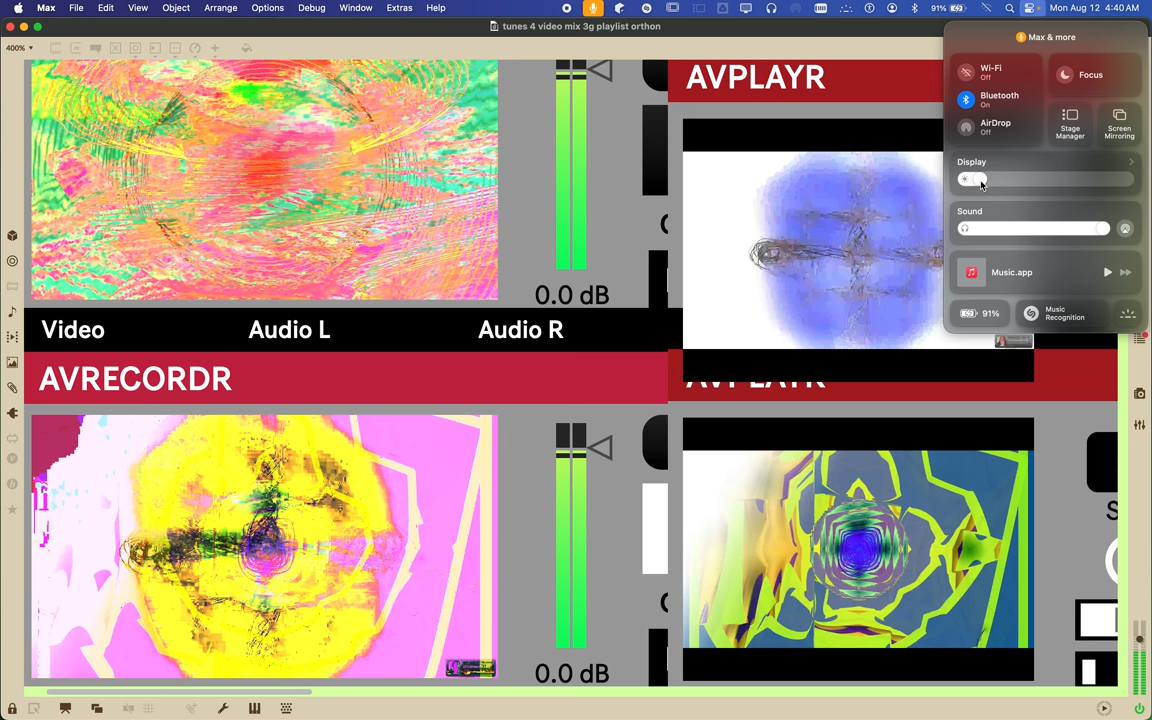 Max File Edit View Object Arrange Options Debug Window Extras Help
91% Mon Aug 12 4:40 AM
tunes 4 video mix 3g playlist orthon
400%
Max & more
Wi-Fi
Off
Focus
Bluetooth
On
AirDrop
Off
Stage
Manager
Screen
Mirroring
Display
Sound
Music.app
91%
Music
Recognition
AVPLAYR
0.0 dB
Video Audio L Audio R
AVRECORDR
AVPLAYR
0.0 dB
S